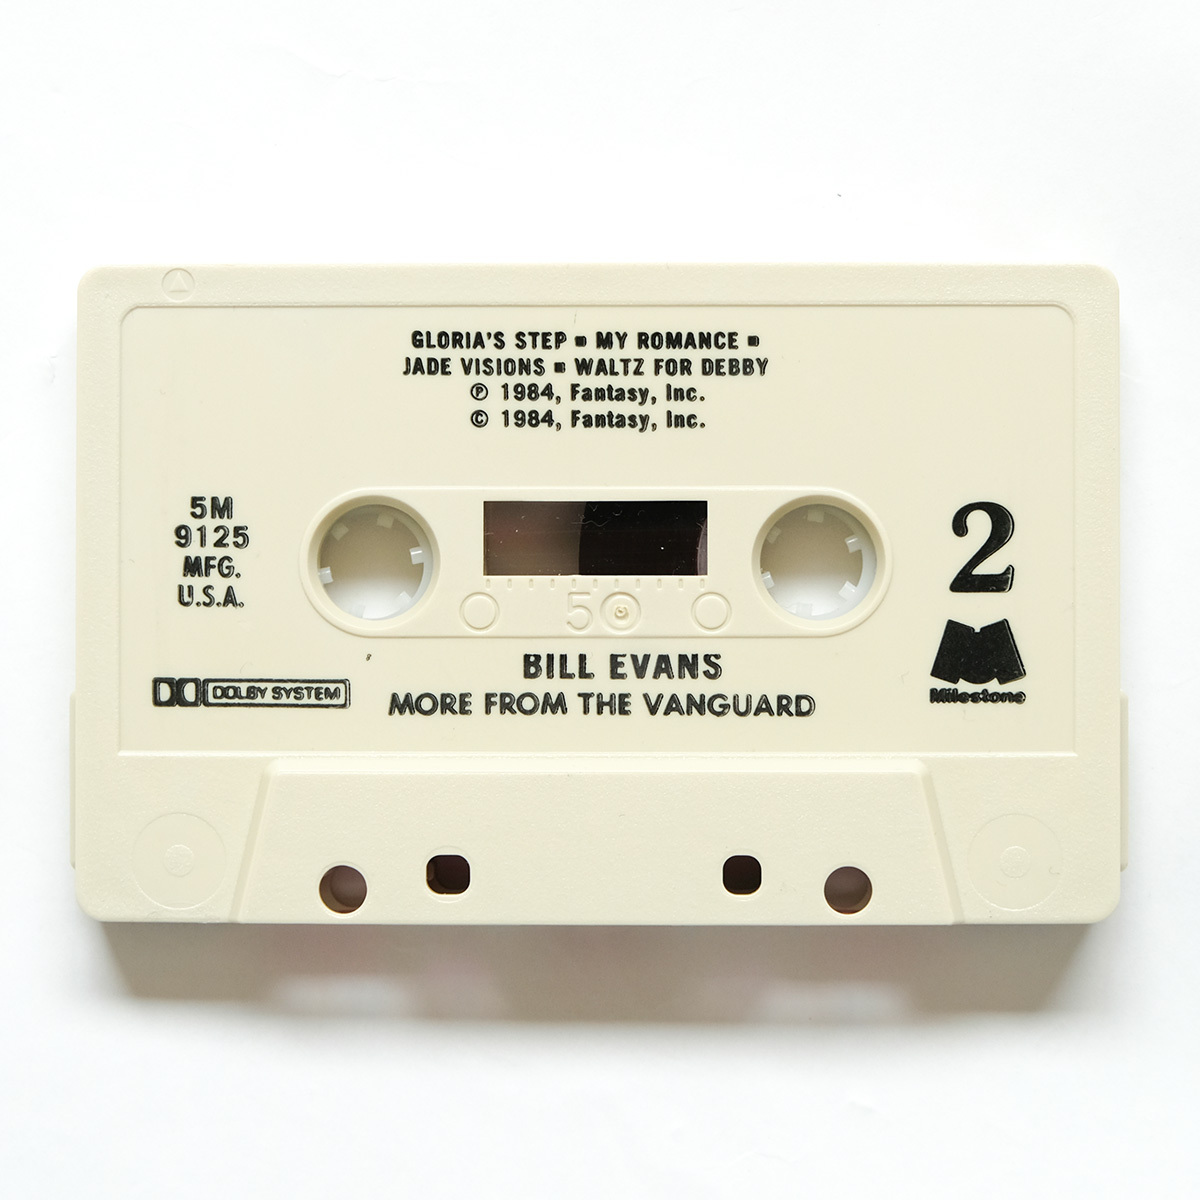 GLORIA'S STEP ▪ MY ROMANCE ▪
JADE VISIONS ▪ WALTZ FOR DEBBY
℗ 1984, Fantasy, Inc.
© 1984, Fantasy, Inc.
5M
9125
MFG.
U.S.A.
2
50
Milestone
BILL EVANS
MORE FROM THE VANGUARD
DOLBY SYSTEM